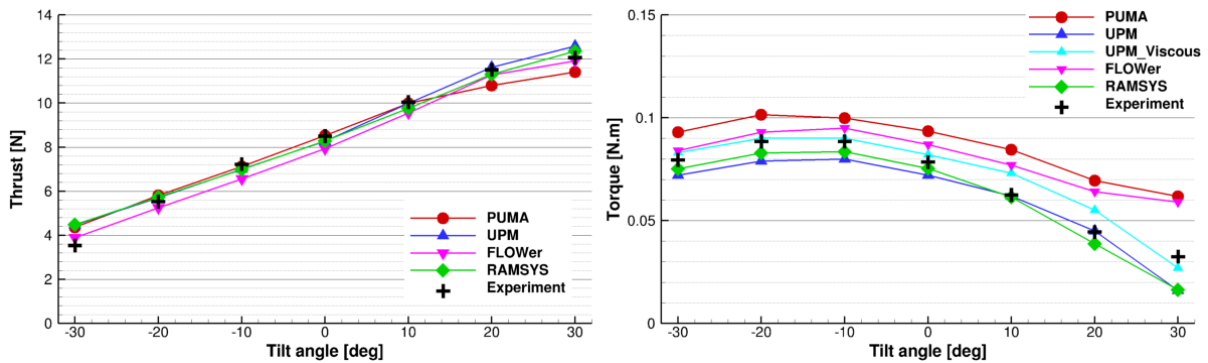 14
12
10
8
6
4
2
0
Thrust [N]
-30 -20 -10 0 10 20 30
Tilt angle [deg]
PUMA
UPM
FLOWer
RAMSYS
Experiment
0.15
0.1
0.05
0
Torque [N.m]
-30 -20 -10 0 10 20 30
Tilt angle [deg]
PUMA
UPM
UPM_Viscous
FLOWer
RAMSYS
Experiment